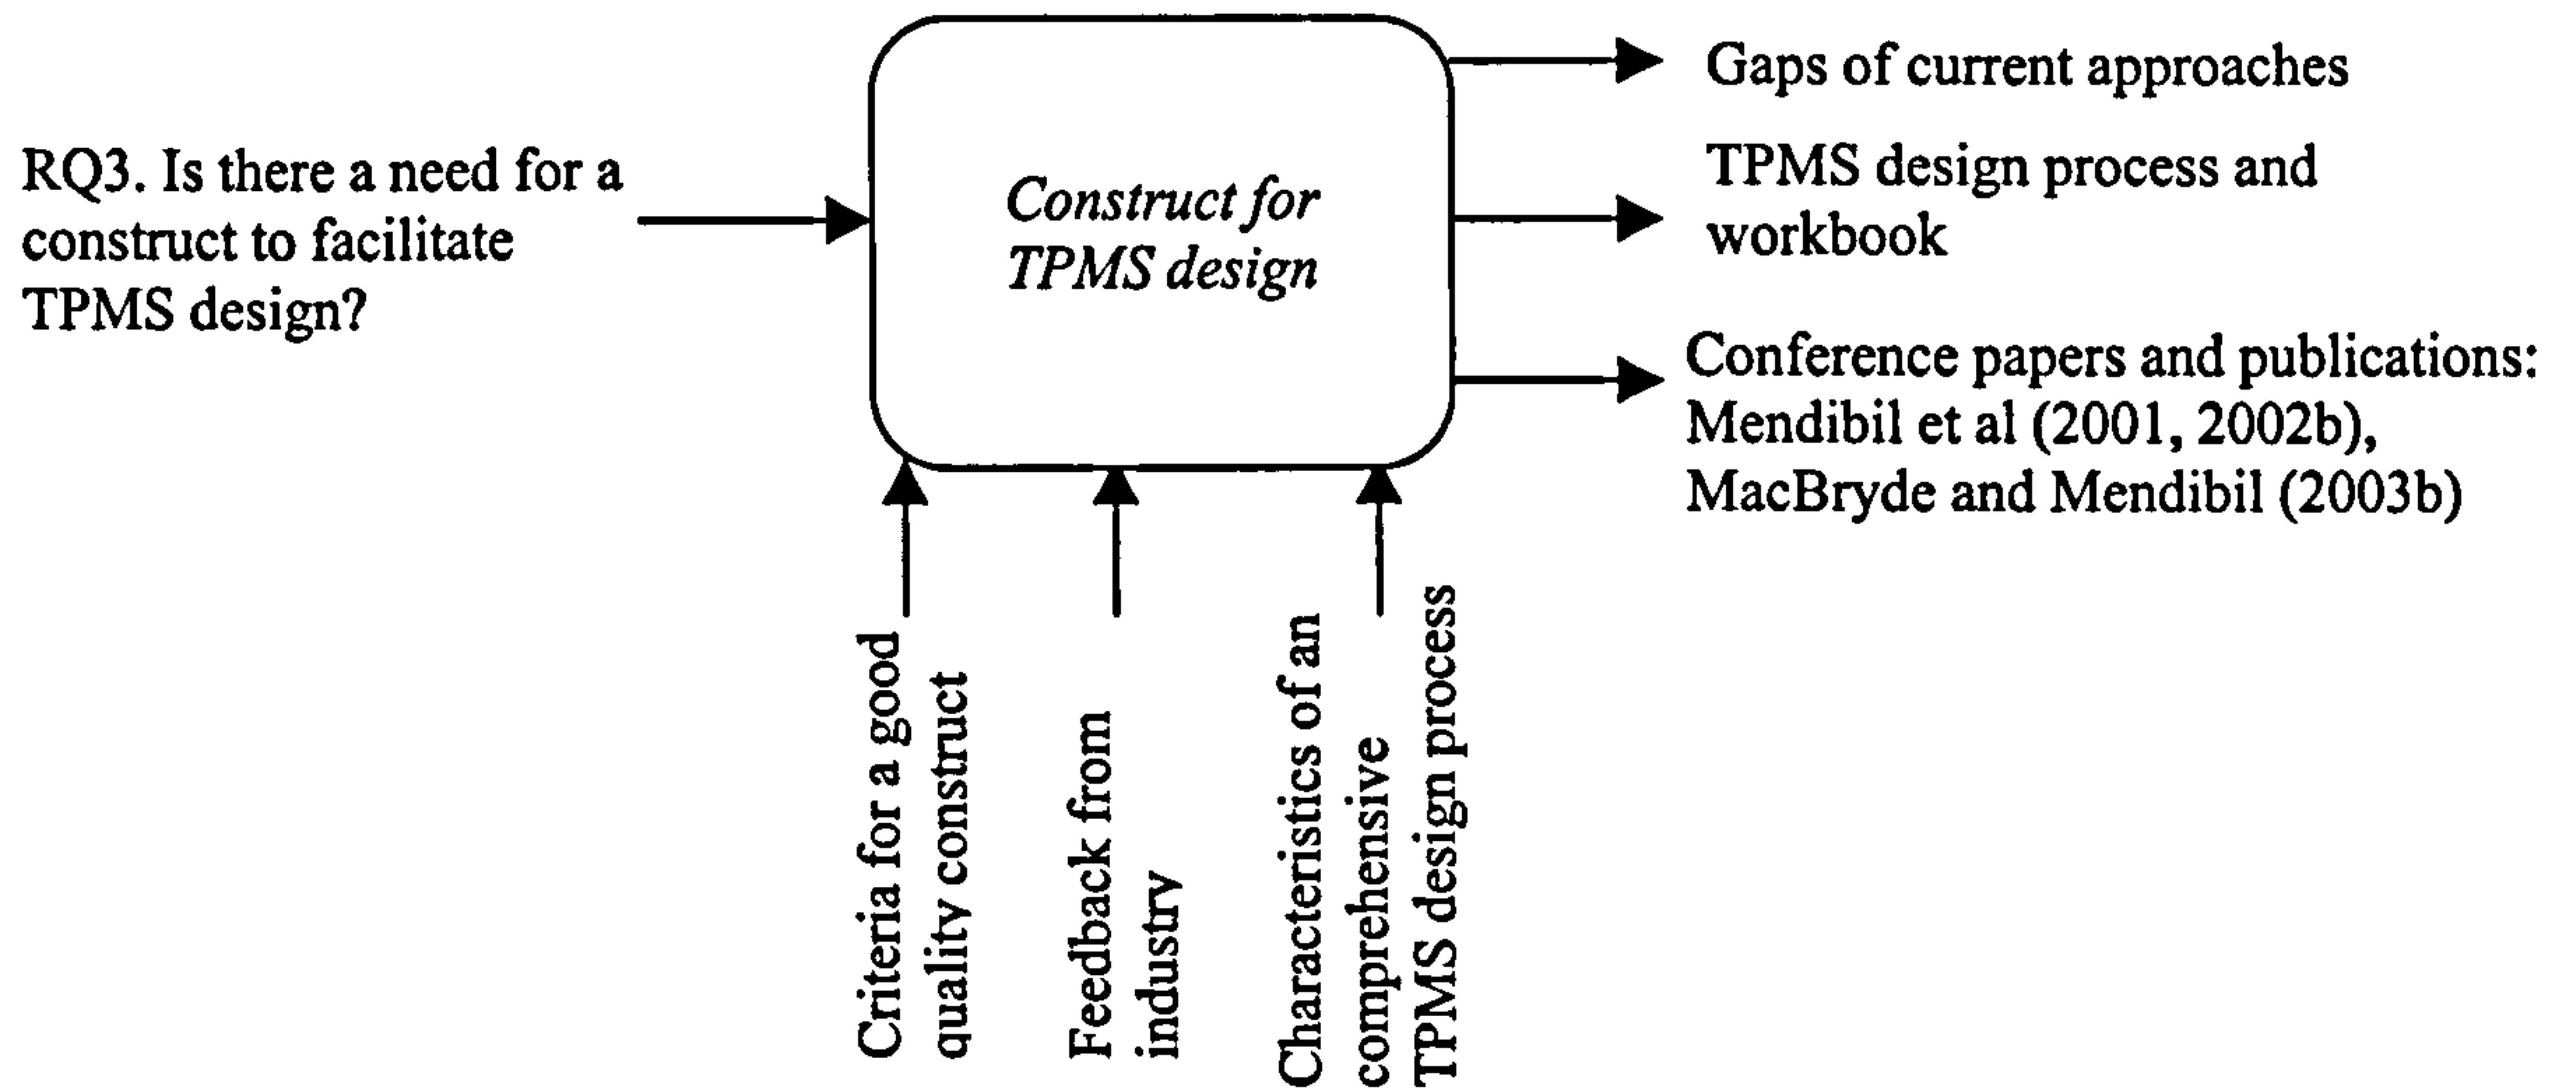 RQ3. Is there a need for a
construct to facilitate
TPMS design?
Construct for
TPMS design
Gaps of current approaches
TPMS design process and
workbook
Conference papers and publications:
Mendibil et al (2001, 2002b),
MacBryde and Mendibil (2003b)
Criteria for a good
quality construct
Feedback from
industry
Characteristics of an
comprehensive
TPMS design process